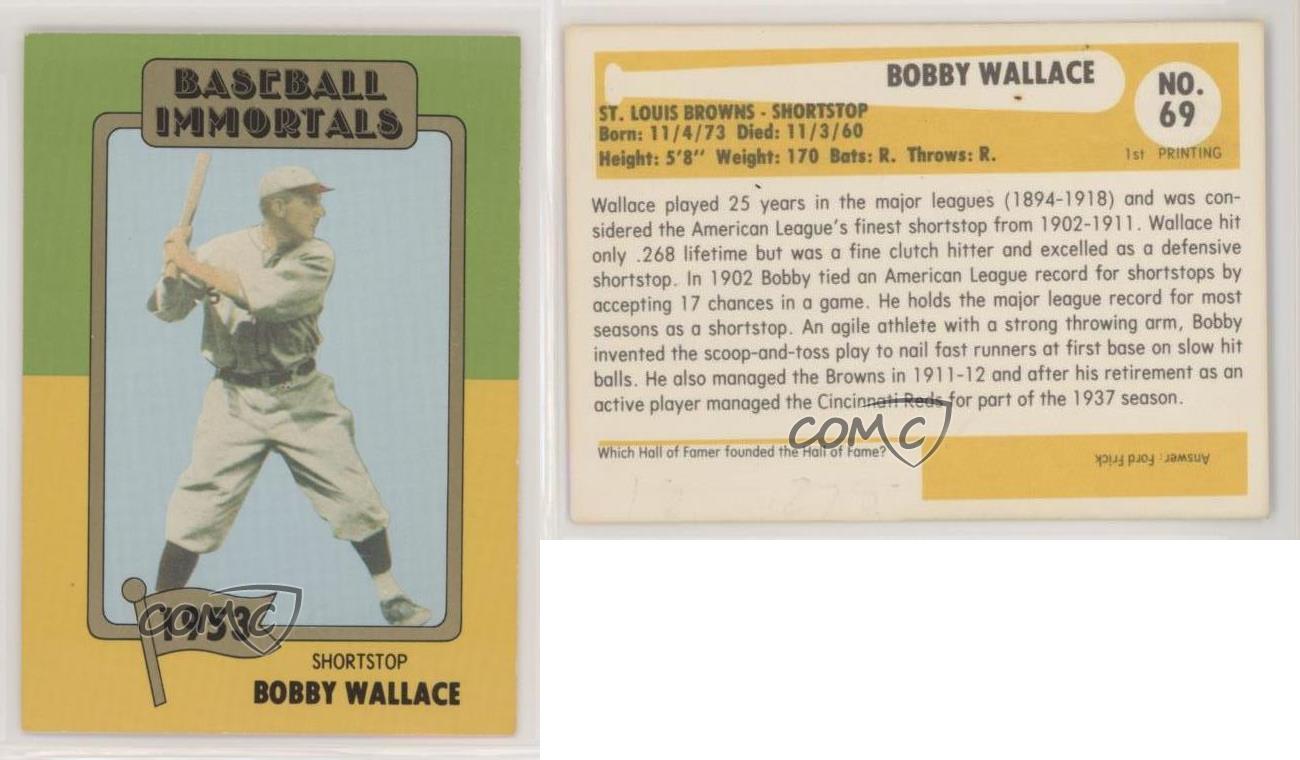 BASEBALL
IMMORTALS
1953
COMC
SHORTSTOP
BOBBY WALLACE
BOBBY WALLACE
NO.
69
ST. LOUIS BROWNS - SHORTSTOP
Born: 11/4/73 Died: 11/3/60
Height: 5'8" Weight: 170 Bats: R. Throws: R.
1st PRINTING
Wallace played 25 years in the major leagues (1894-1918) and was con-
sidered the American League's finest shortstop from 1902-1911. Wallace hit
only .268 lifetime but was a fine clutch hitter and excelled as a defensive
shortstop. In 1902 Bobby tied an American League record for shortstops by
accepting 17 chances in a game. He holds the major league record for most
seasons as a shortstop. An agile athlete with a strong throwing arm, Bobby
invented the scoop-and-toss play to nail fast runners at first base on slow hit
balls. He also managed the Browns in 1911-12 and after his retirement as an
active player managed the Cincinnati Reds for part of the 1937 season.
COMC
Which Hall of Famer founded the Hall of Fame?
Answer: Ford Frick